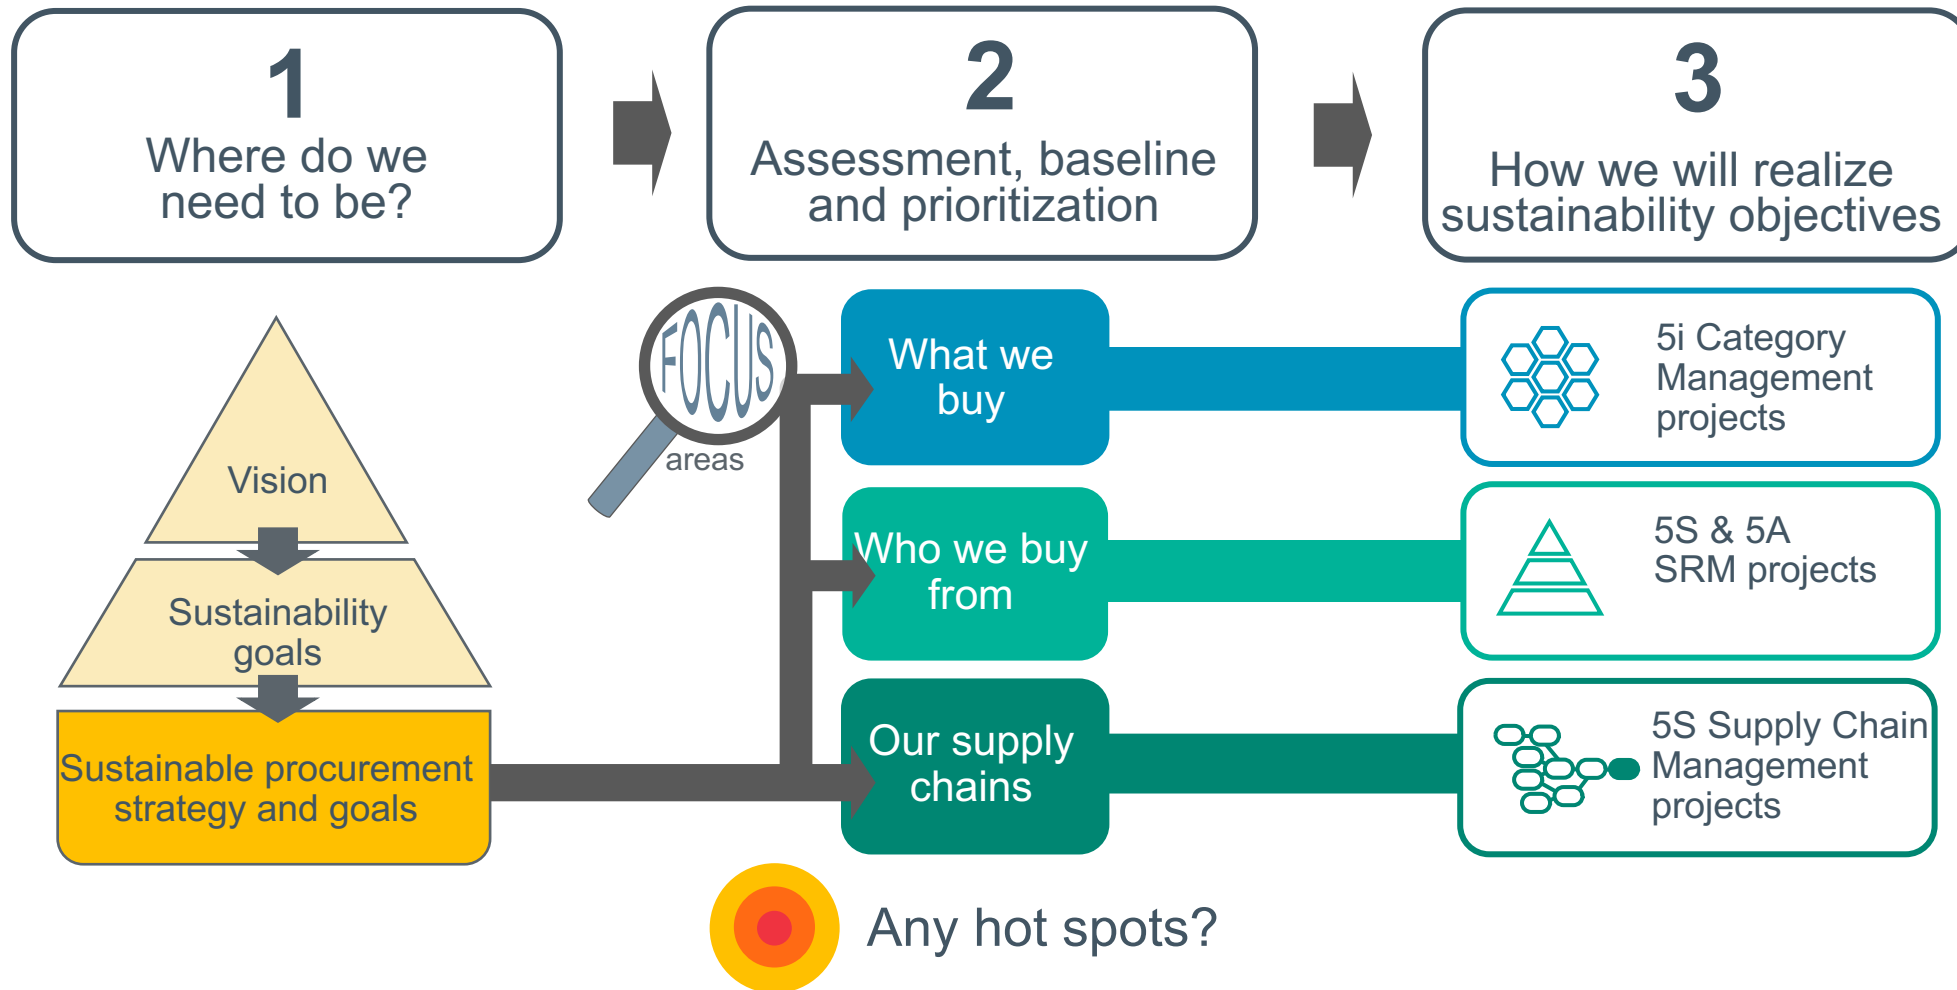 1
Where do we
need to be?
2
Assessment, baseline
and prioritization
3
How we will realize
sustainability objectives
Vision
Sustainability
goals
Sustainable procurement
strategy and goals
FOCUS
areas
What we
buy
Who we buy
from
Our supply
chains
Any hot spots?
5i Category
Management
projects
5S & 5A
SRM projects
5S Supply Chain
Management
projects